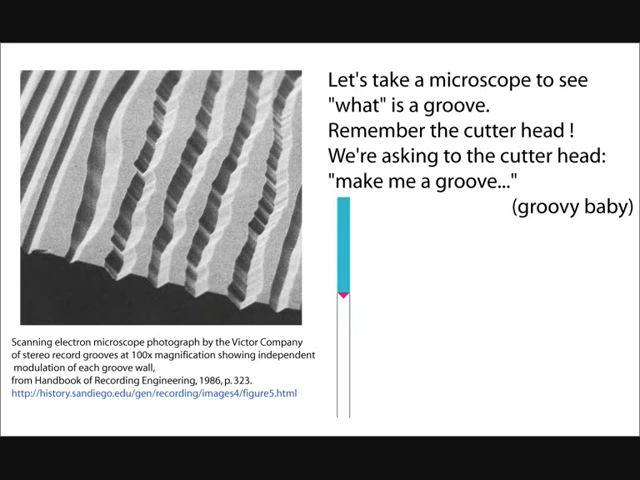 Let's take a microscope to see
"what" is a groove.
Remember the cutter head !
We're asking to the cutter head:
"make me a groove..."
(groovy baby)
Scanning electron microscope photograph by the Victor Company
of stereo record grooves at 100x magnification showing independent
modulation of each groove wall,
from Handbook of Recording Engineering, 1986, p. 323.
http://history.sandiego.edu/gen/recording/images4/figure5.html